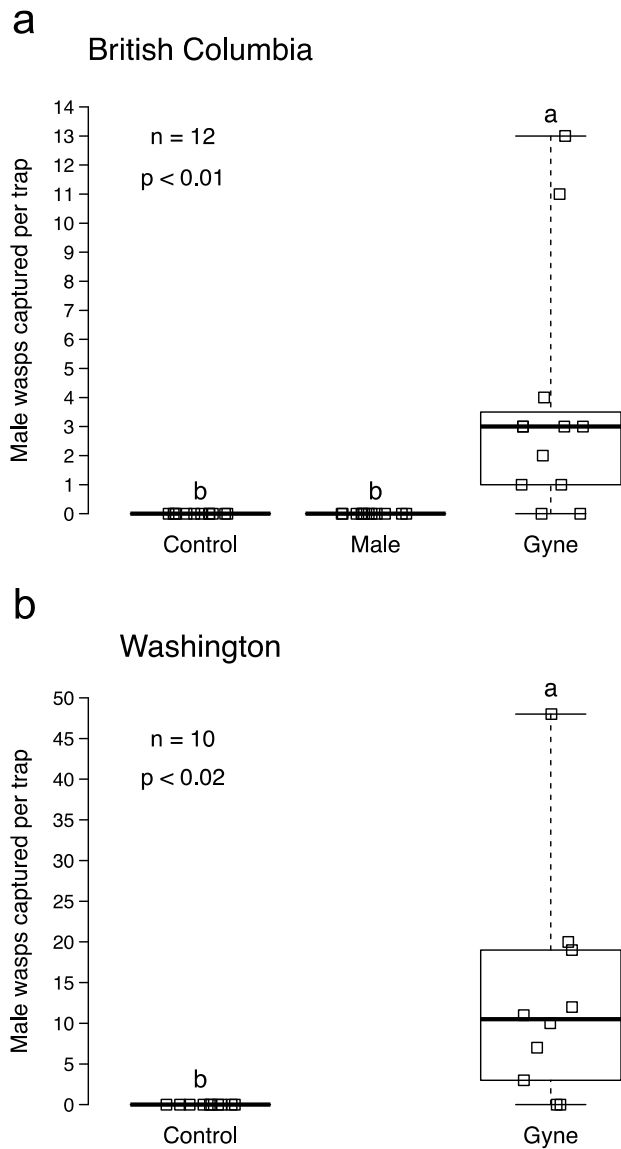 a
British Columbia
Male wasps captured per trap
14
13
12
11
10
9
8
7
6
5
4
3
2
1
0
n = 12
p < 0.01
a
b
b
Control
Male
Gyne
b
Washington
Male wasps captured per trap
50
45
40
35
30
25
20
15
10
5
0
n = 10
p < 0.02
a
b
Control
Gyne